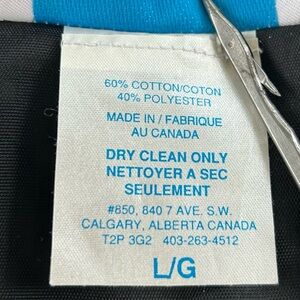 60% COTTON/COTON
40% POLYESTER
MADE IN / FABRIQUE
AU CANADA
DRY CLEAN ONLY
NETTOYER A SEC
SEULEMENT
#850, 840 7 AVE. S.W.
CALGARY, ALBERTA CANADA
T2P 3G2 403-263-4512
L/G